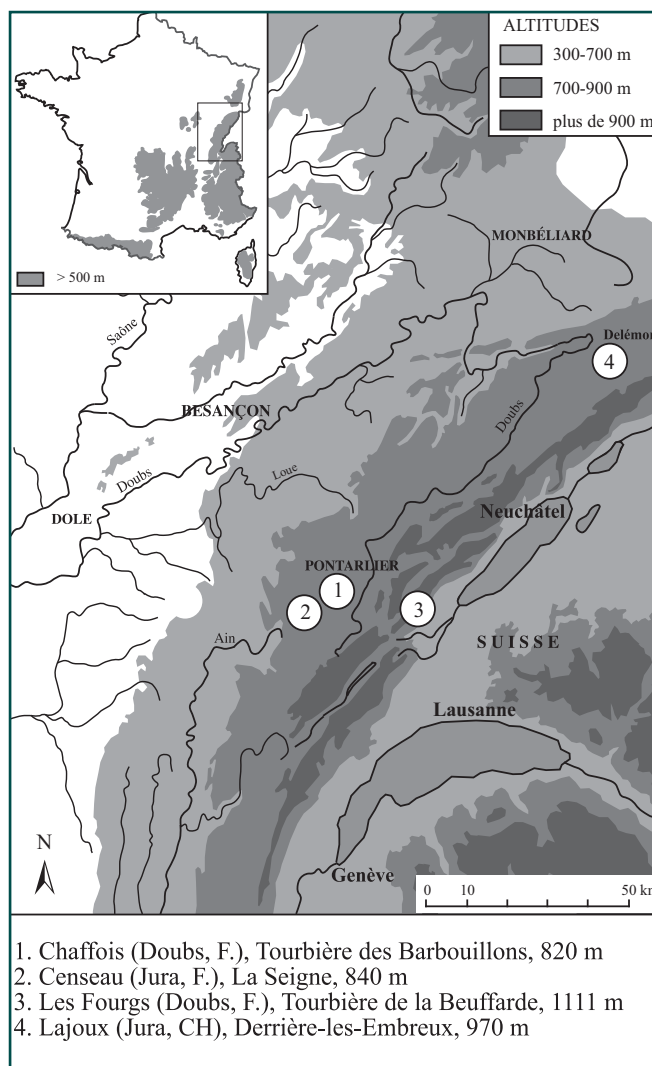 ALTITUDES
300-700 m
700-900 m
plus de 900 m
> 500 m
MONBÉLIARD
Saône
Delémon
4
BESANÇON
Doubs
Doubs
Loue
DOLE
Neuchâtel
PONTARLIER
1
2
3
Ain
SUISSE
Lausanne
N
Genève
0 10 50 km
1. Chaffois (Doubs, F.), Tourbière des Barbouillons, 820 m
2. Censeau (Jura, F.), La Seigne, 840 m
3. Les Fourgs (Doubs, F.), Tourbière de la Beuffarde, 1111 m
4. Lajoux (Jura, CH), Derrière-les-Embreux, 970 m